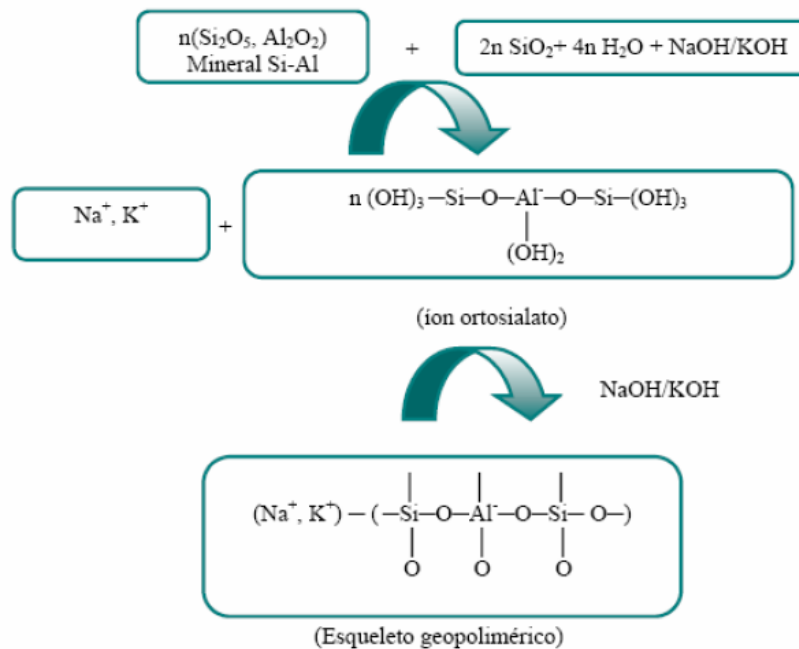 n(Si₂O₅, Al₂O₂) + 2n SiO₂+ 4n H₂O + NaOH/KOH
Mineral Si-Al
Na⁺, K⁺ + n (OH)₃–Si–O–Al⁻–O–Si–(OH)₃
(OH)₂
(íon ortosialato)
NaOH/KOH
(Na⁺, K⁺) – (–Si–O–Al⁻–O–Si– O–)
O O O
(Esqueleto geopolimérico)